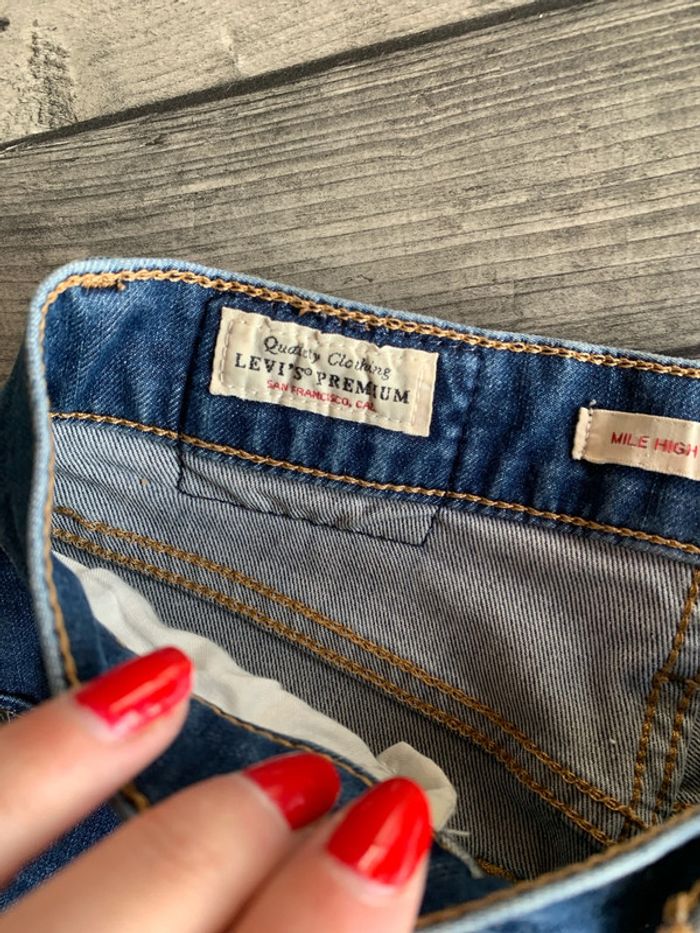 Quality Clothing
LEVI'S PREMIUM
SAN FRANCISCO, CAL.
MILE HIGH